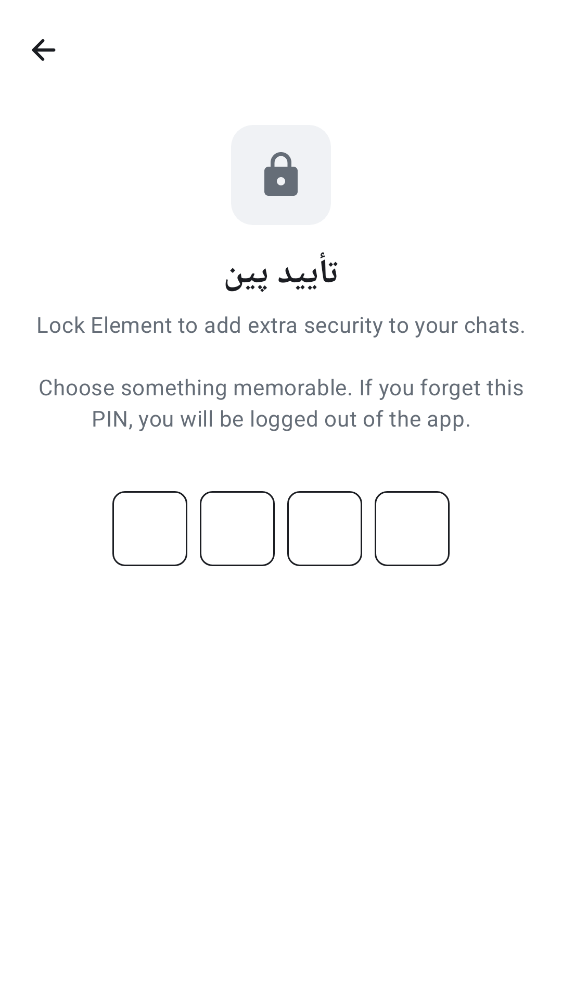 تأیید پین
Lock Element to add extra security to your chats.
Choose something memorable. If you forget this
PIN, you will be logged out of the app.